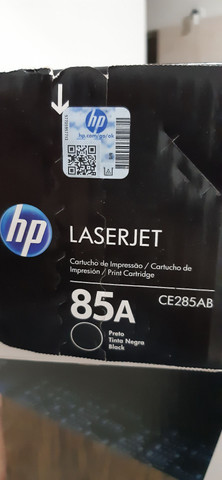 hp
hp.com/go/ok
hp
LASERJET
Cartucho de Impressão / Cartucho de
Impresión / Print Cartridge
85A
CE285AB
Preto
Tinta Negra
Black